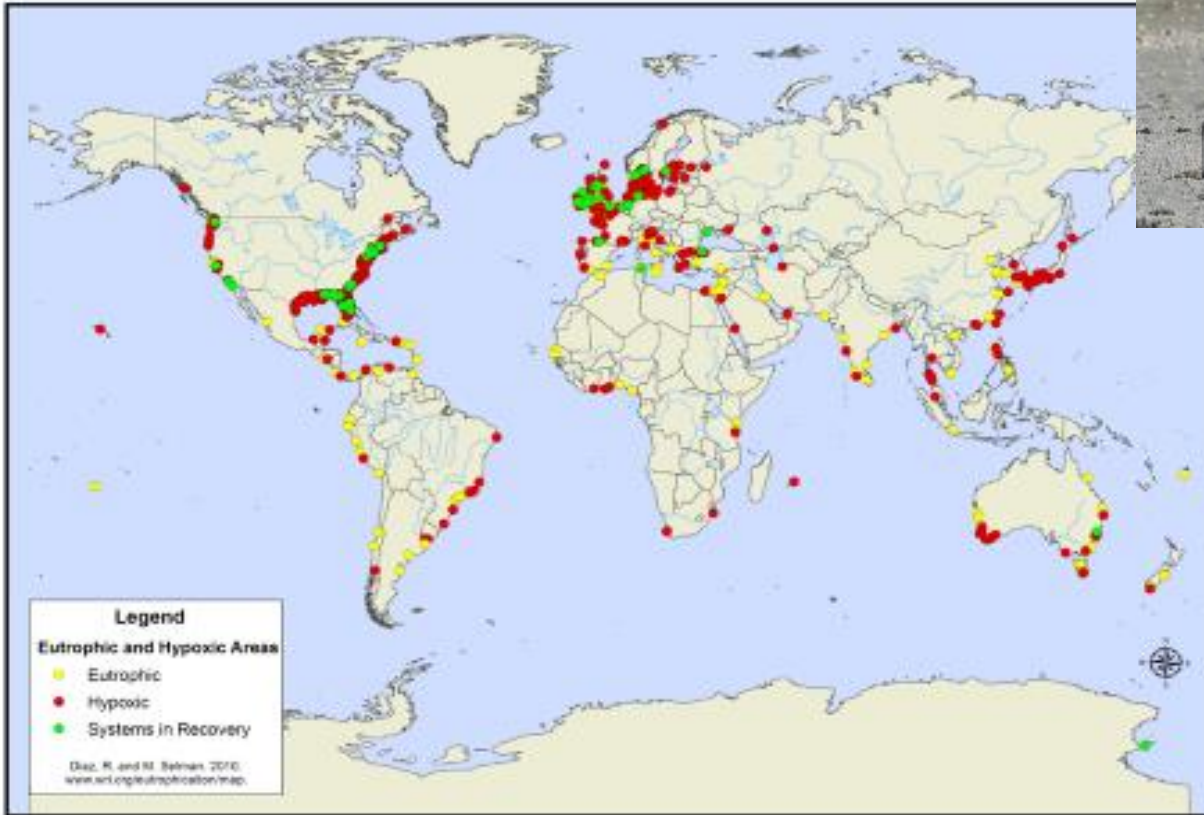 Legend
Eutrophic and Hypoxic Areas
Eutrophic
Hypoxic
Systems in Recovery
Diaz, R. and M. Selman. 2010.
www.wri.org/eutrophication/map.